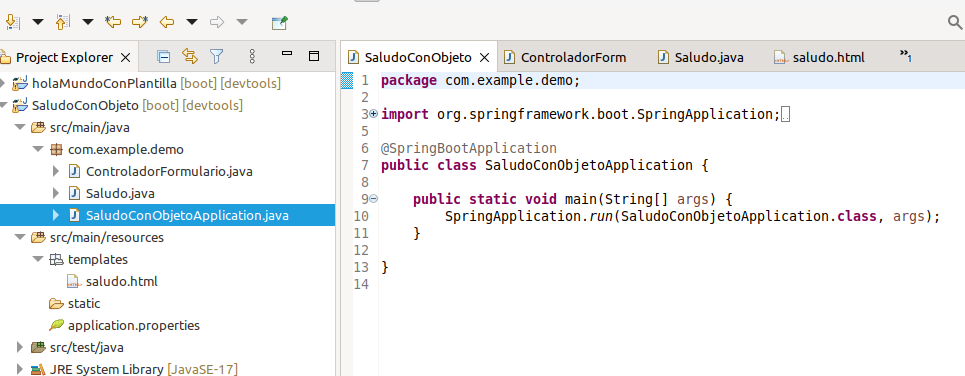 Project Explorer
holaMundoConPlantilla [boot] [devtools]
SaludoConObjeto [boot] [devtools]
src/main/java
com.example.demo
ControladorFormulario.java
Saludo.java
SaludoConObjetoApplication.java
src/main/resources
templates
saludo.html
static
application.properties
src/test/java
JRE System Library [JavaSE-17]
SaludoConObjeto ControladorForm Saludo.java saludo.html »1
1 package com.example.demo;
2
3 import org.springframework.boot.SpringApplication;
5
6 @SpringBootApplication
7 public class SaludoConObjetoApplication {
8
9 public static void main(String[] args) {
10 SpringApplication.run(SaludoConObjetoApplication.class, args);
11 }
12
13 }
14